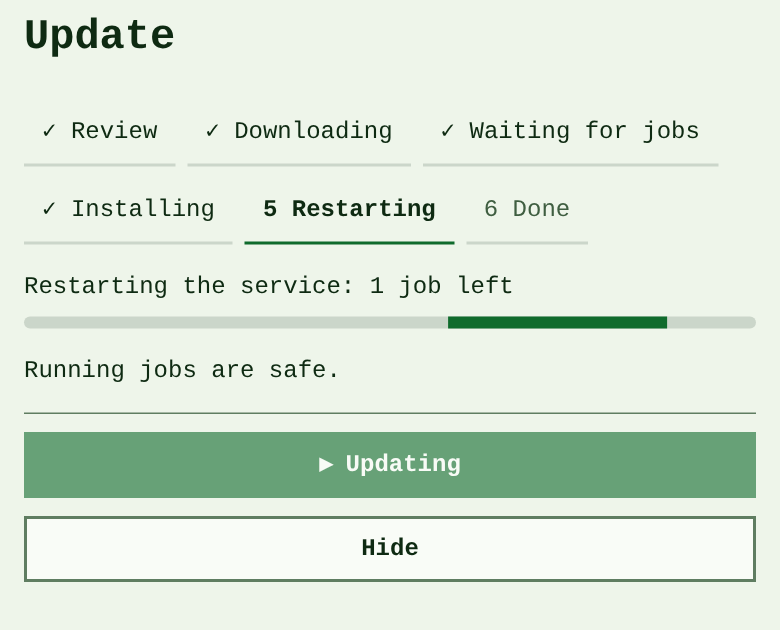 Update
✓ Review ✓ Downloading ✓ Waiting for jobs
✓ Installing 5 Restarting 6 Done
Restarting the service: 1 job left
Running jobs are safe.
▶ Updating
Hide